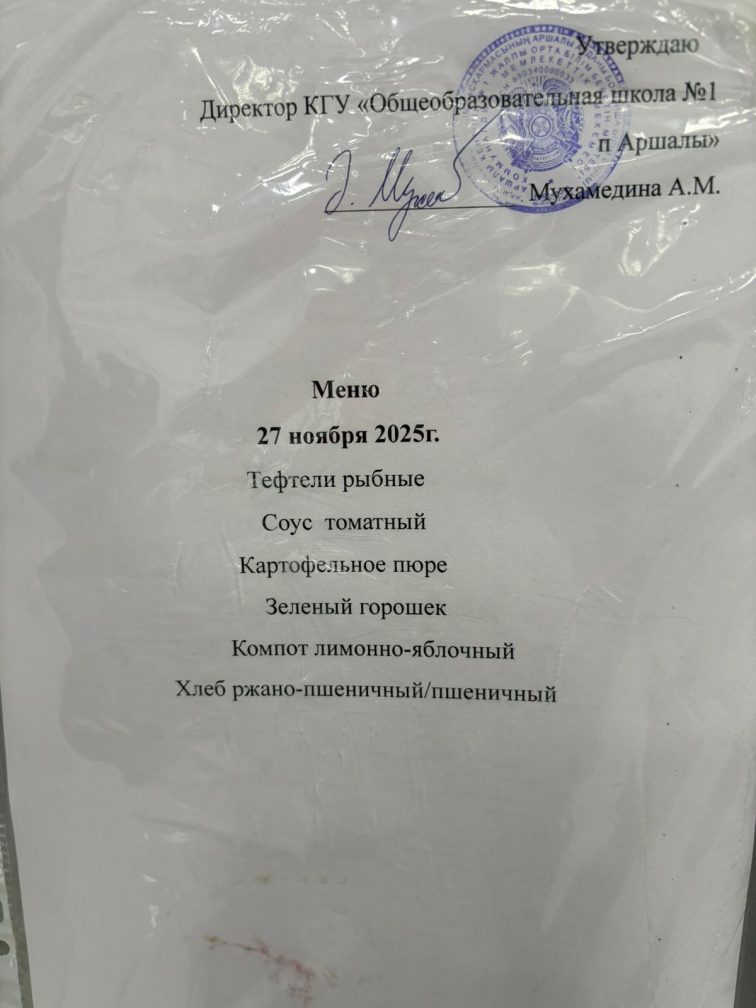 Утверждаю
Директор КГУ «Общеобразовательная школа №1
п Аршалы»
Мухамедина А.М.
Меню
27 ноября 2025г.
Тефтели рыбные
Соус томатный
Картофельное пюре
Зеленый горошек
Компот лимонно-яблочный
Хлеб ржано-пшеничный/пшеничный